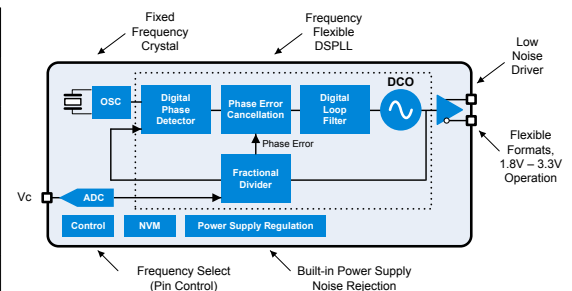 Fixed
Frequency
Crystal
Frequency
Flexible
DSPLL
Low
Noise
Driver
OSC
Digital
Phase
Detector
Phase Error
Cancellation
Digital
Loop
Filter
DCO
Phase Error
Fractional
Divider
Flexible
Formats,
1.8V – 3.3V
Operation
Vc
ADC
Control
NVM
Power Supply Regulation
Frequency Select
(Pin Control)
Built-in Power Supply
Noise Rejection